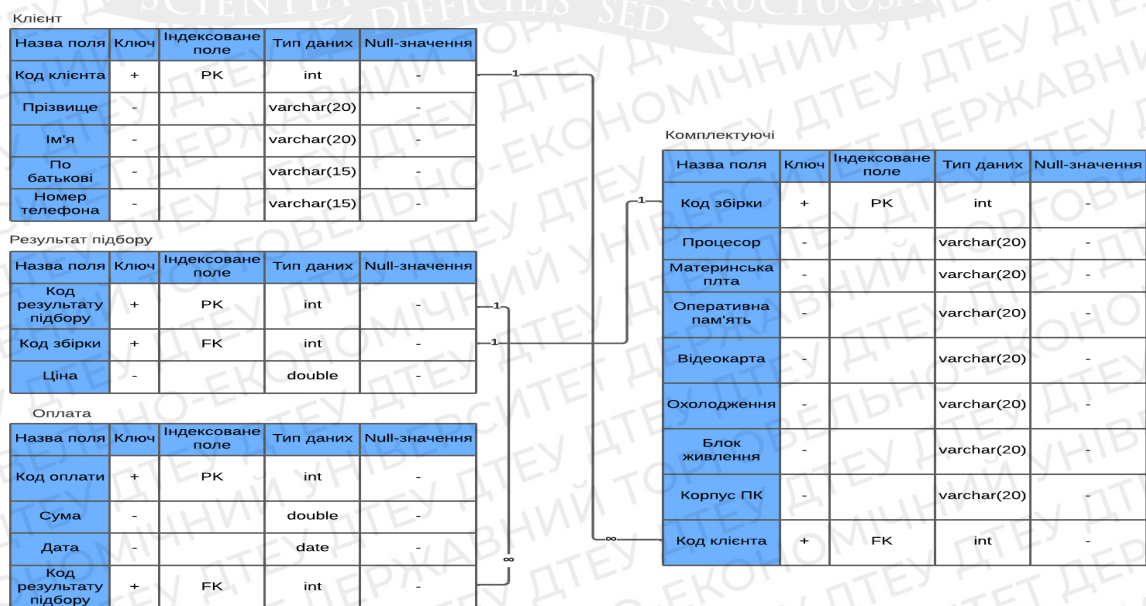 SCIENTIA DIFFICILIS SED FRUCTUOSA
Клієнт
Назва поля Ключ Індексоване поле Тип даних Null-значення
Код клієнта + PK int -
Прізвище - varchar(20) -
Ім'я - varchar(20) -
По батькові - varchar(15) -
Номер телефона - varchar(15) -
Результат підбору
Назва поля Ключ Індексоване поле Тип даних Null-значення
Код результату підбору + PK int -
Код збірки + FK int -
Ціна - double -
Оплата
Назва поля Ключ Індексоване поле Тип даних Null-значення
Код оплати + PK int -
Сума - double -
Дата - date -
Код результату підбору + FK int -
1
1
1
1
∞
∞
Комплектуючі
Назва поля Ключ Індексоване поле Тип даних Null-значення
Код збірки + PK int -
Процесор - varchar(20) -
Материнська плта - varchar(20) -
Оперативна пам'ять - varchar(20) -
Відеокарта - varchar(20) -
Охолодження - varchar(20) -
Блок живлення - varchar(20) -
Корпус ПК - varchar(20) -
Код клієнта + FK int -